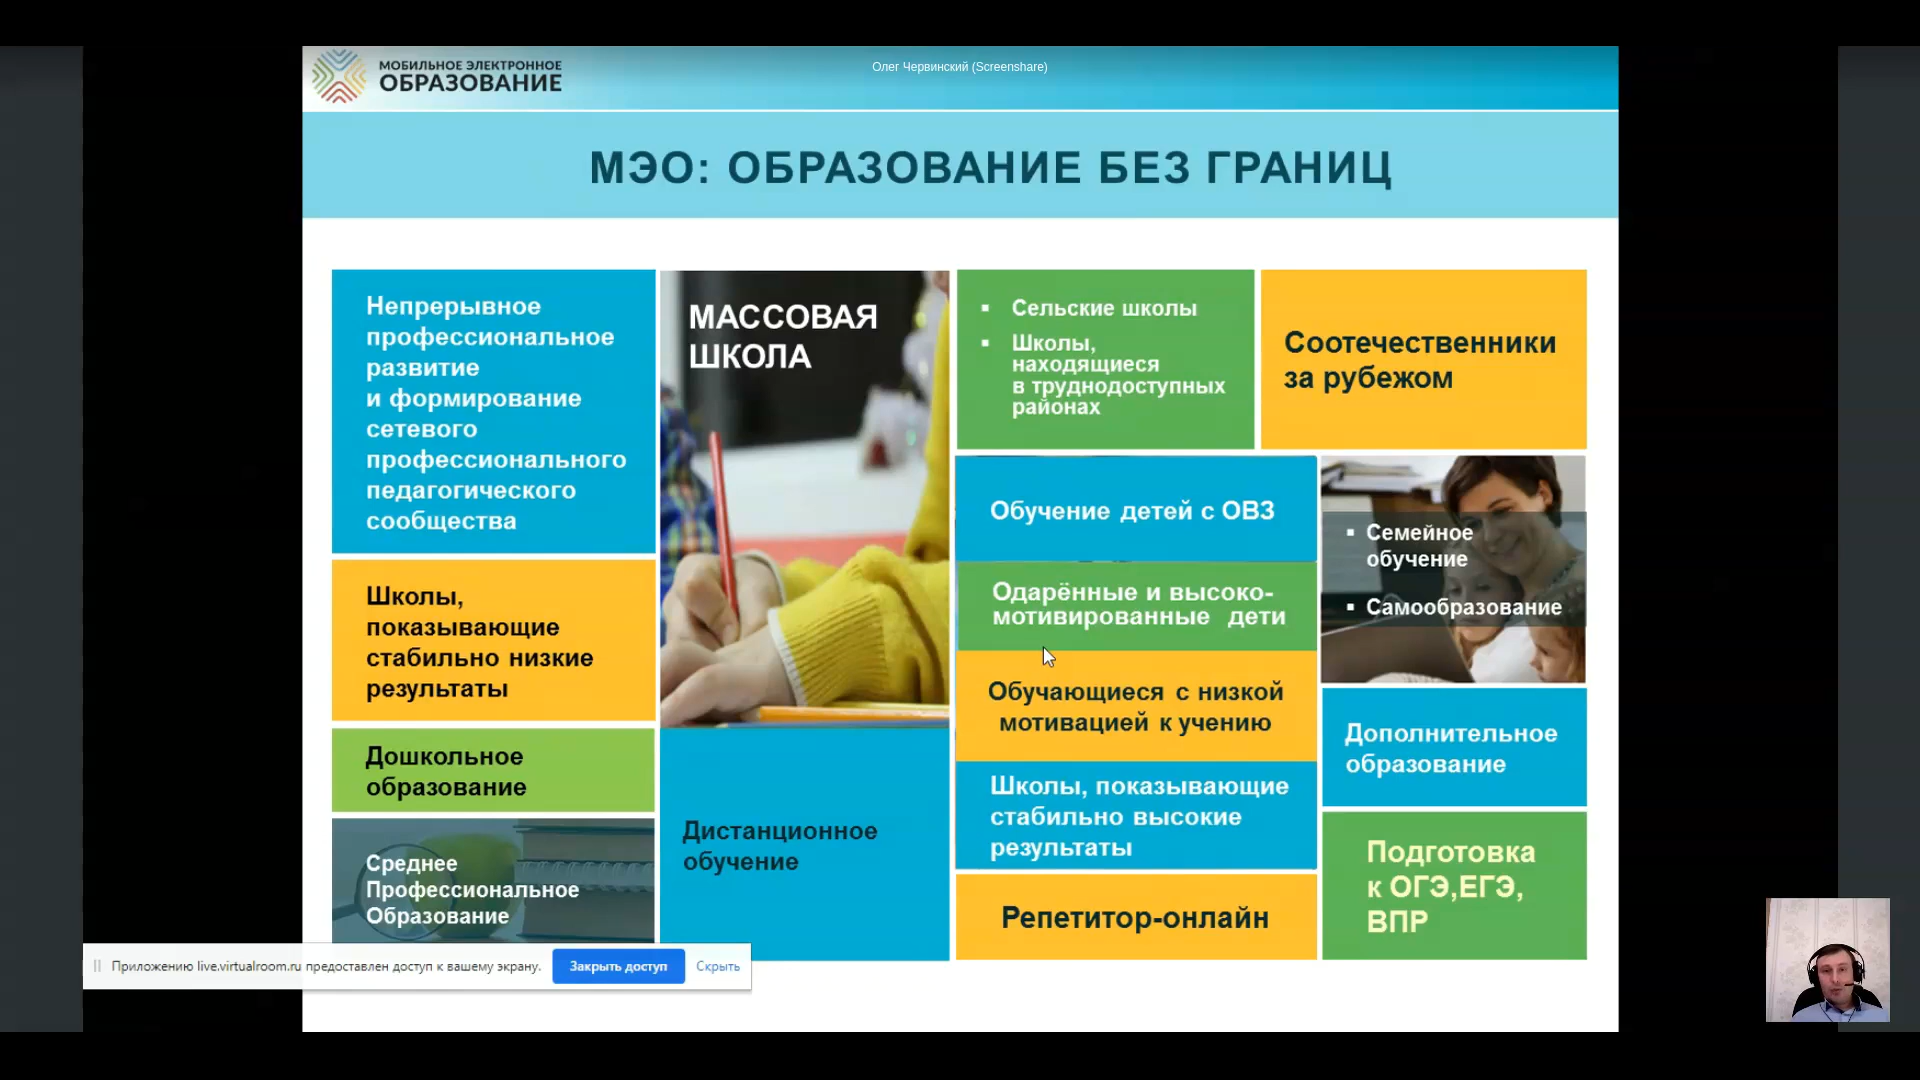 МОБИЛЬНОЕ ЭЛЕКТРОННОЕ
ОБРАЗОВАНИЕ
Олег Червинский (Screenshare)
МЭО: ОБРАЗОВАНИЕ БЕЗ ГРАНИЦ
Непрерывное
профессиональное
развитие
и формирование
сетевого
профессионального
педагогического
сообщества
Школы,
показывающие
стабильно низкие
результаты
Дошкольное
образование
Среднее
Профессиональное
Образование
МАССОВАЯ
ШКОЛА
Дистанционное
обучение
▪ Сельские школы
▪ Школы,
находящиеся
в труднодоступных
районах
Соотечественники
за рубежом
Обучение детей с ОВЗ
Одарённые и высоко-
мотивированные дети
Обучающиеся с низкой
мотивацией к учению
Школы, показывающие
стабильно высокие
результаты
Репетитор-онлайн
▪ Семейное
обучение
▪ Самообразование
Дополнительное
образование
Подготовка
к ОГЭ,ЕГЭ,
ВПР
Приложению live.virtualroom.ru предоставлен доступ к вашему экрану.
Закрыть доступ
Скрыть